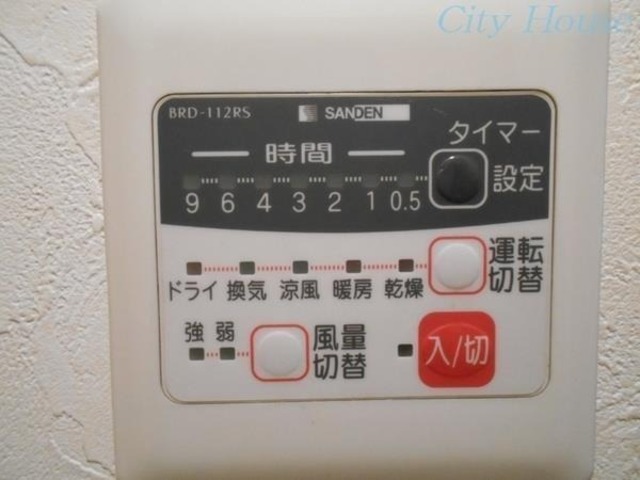 City House
BRD-112RS SANDEN
タイマー
時間
設定
9 6 4 3 2 1 0.5
運転
切替
ドライ 換気 涼風 暖房 乾燥
強 弱
風量
切替
入/切